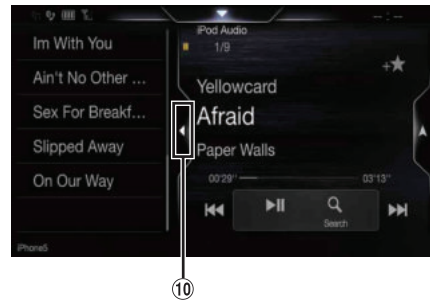 Im With You
Ain't No Other ...
Sex For Breakf...
Slipped Away
On Our Way
iPhone5
iPod Audio
1/9
--:--
Yellowcard
Afraid
Paper Walls
00'29"
03'13"
Search
10